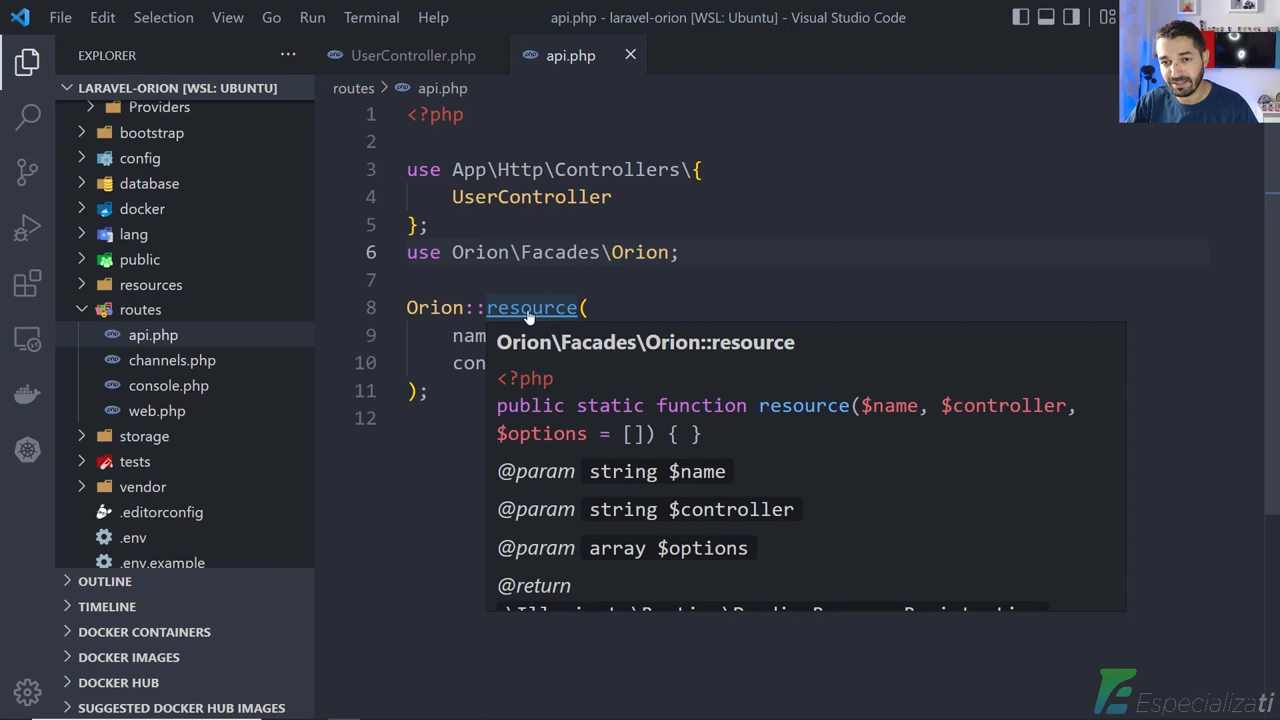 File Edit Selection View Go Run Terminal Help api.php - laravel-orion [WSL: Ubuntu] - Visual Studio Code
EXPLORER ···
LARAVEL-ORION [WSL: UBUNTU]
Providers
bootstrap
config
database
docker
lang
public
resources
routes
api.php
channels.php
console.php
web.php
storage
tests
vendor
.editorconfig
.env
.env.example
OUTLINE
TIMELINE
DOCKER CONTAINERS
DOCKER IMAGES
DOCKER HUB
SUGGESTED DOCKER HUB IMAGES
UserController.php api.php
routes > api.php
1 <?php
2
3 use App\Http\Controllers\{
4 UserController
5 };
6 use Orion\Facades\Orion;
7
8 Orion::resource(
9 nam
10 con
11 );
12
Orion\Facades\Orion::resource
<?php
public static function resource($name, $controller,
$options = []) { }
@param string $name
@param string $controller
@param array $options
@return
Especializati